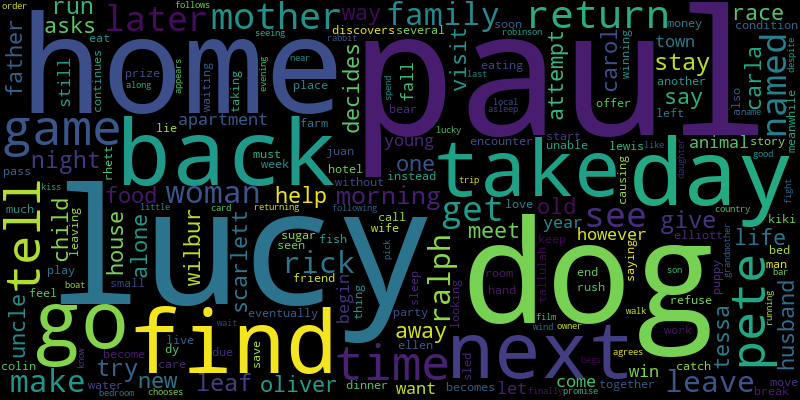 order follows
run
asks
later mother way family
return
race condition
father
home
paul
discovers several soon money
robinson
seeing rabbit
eat
still continues
prize
along appears evening
waiting taking
near
place
decides
visit
attempt
carol
winning
town
stay
carla
also
named
meanwhile
despite
another
say
fall
eating
bear
offer
last
local
asleep
left
game
apartment
back
young
lie
farm
lucky
aname
encounter
start
animal story
night
rhett
must
week
juan
one
unable
lewis like
good
pass
hotel
without
instead
take
day
daughter
kiss
woman
help
morning
trip
causing
fight
tell
child
leaving
food
much
little
returning
card
following
get
love
old
see
give
country
kiki
lucy
house
alone
wilbur
scarlett
sugar
seen
call
wife
meet
year
however
elliott
life
grandmother
play
fish
pick
dog
keep
tallulah
saying
puppy
bed
man
bar
feel
boat
small
friend
rick
begin
thing
sleep
ralph
looking
room
hand
end
rush
son
refuse
running
pete
husband
uncle
go
find
wait
eventually
party
film
wind
owner
walk
work
tessa
colin
know
live
dy
save
ellen
away
next
agrees
win
catch
try
become
due
care
time
sled
begs
come
together
move
make
water
new
leaf
oliver
dinner
want
becomes
let
finally
promise
leave
break
bedroom
chooses